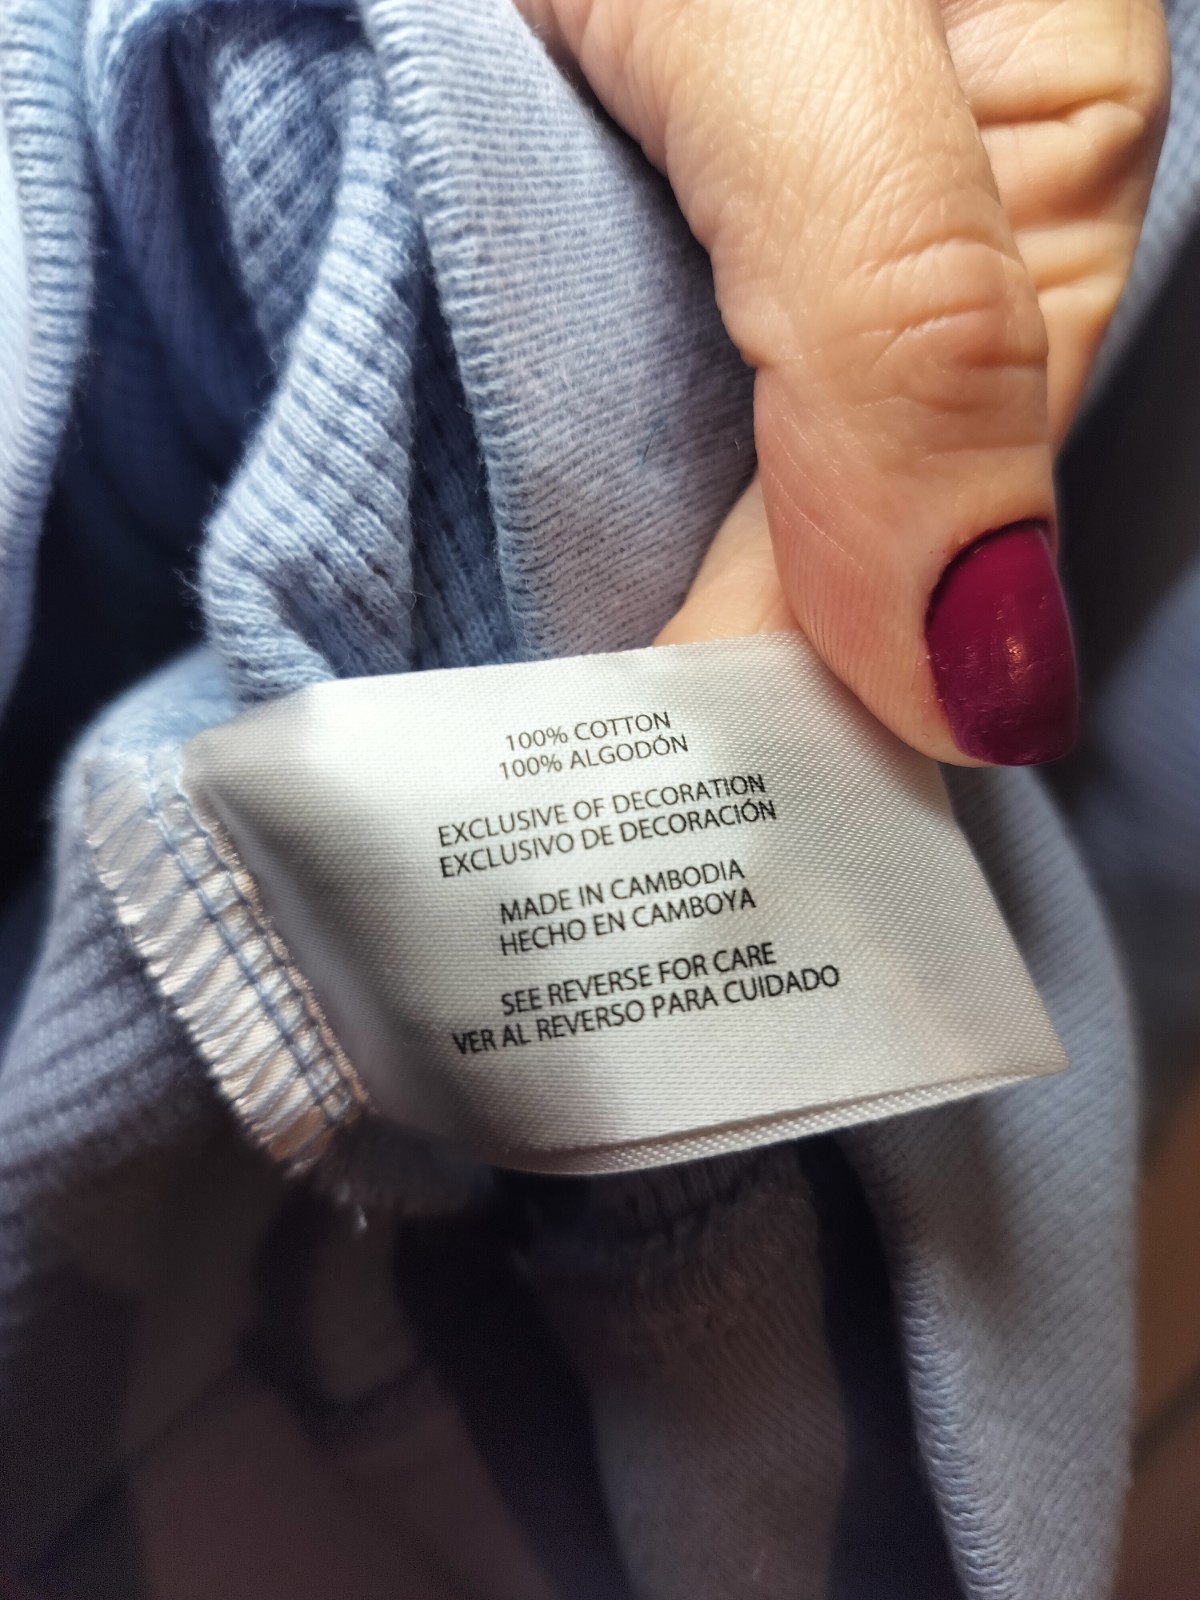 100% COTTON
100% ALGODÓN
EXCLUSIVE OF DECORATION
EXCLUSIVO DE DECORACIÓN
MADE IN CAMBODIA
HECHO EN CAMBOYA
SEE REVERSE FOR CARE
VER AL REVERSO PARA CUIDADO